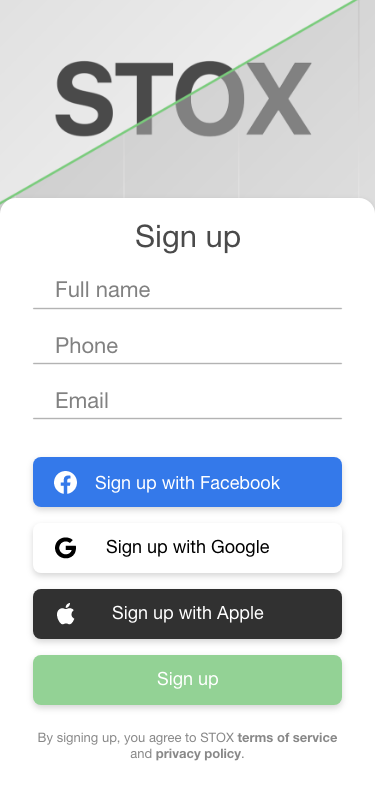 STOX
Sign up
Full name
Phone
Email
Sign up with Facebook
Sign up with Google
Sign up with Apple
Sign up
By signing up, you agree to STOX terms of service
and privacy policy.